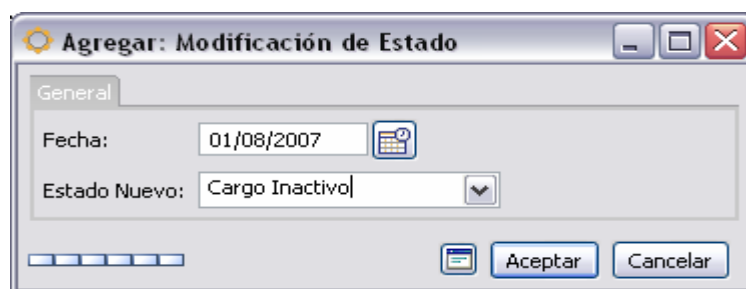 Agregar: Modificación de Estado
General
Fecha: 01/08/2007
Estado Nuevo: Cargo Inactivo
Aceptar Cancelar